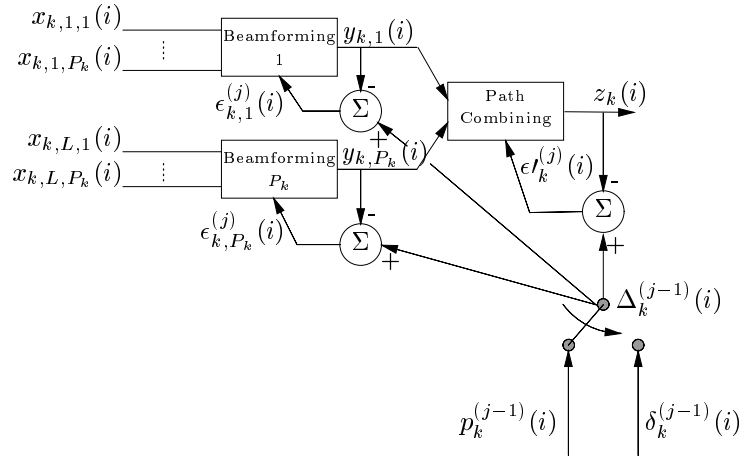 x_{k,1,1}(i)
⋮
x_{k,1,P_k}(i)
Beamforming
1
y_{k,1}(i)
-
Σ
+
ϵ_{k,1}^{(j)}(i)
Path
Combining
z_k(i)
x_{k,L,1}(i)
⋮
x_{k,L,P_k}(i)
Beamforming
P_k
y_{k,P_k}(i)
-
Σ
+
ϵ_{k,P_k}^{(j)}(i)
ϵ′_k^{(j)}(i)
-
Σ
+
Δ_k^{(j−1)}(i)
p_k^{(j−1)}(i)
δ_k^{(j−1)}(i)